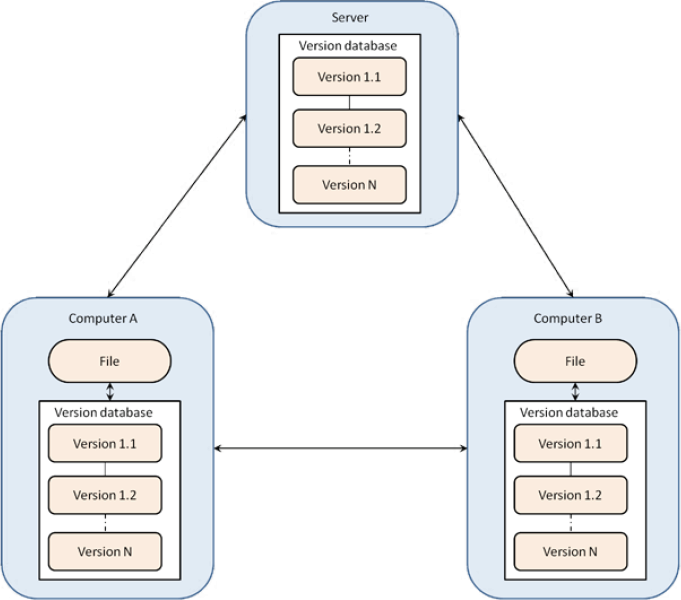 Server
Version database
Version 1.1
Version 1.2
Version N
Computer A
File
Version database
Version 1.1
Version 1.2
Version N
Computer B
File
Version database
Version 1.1
Version 1.2
Version N